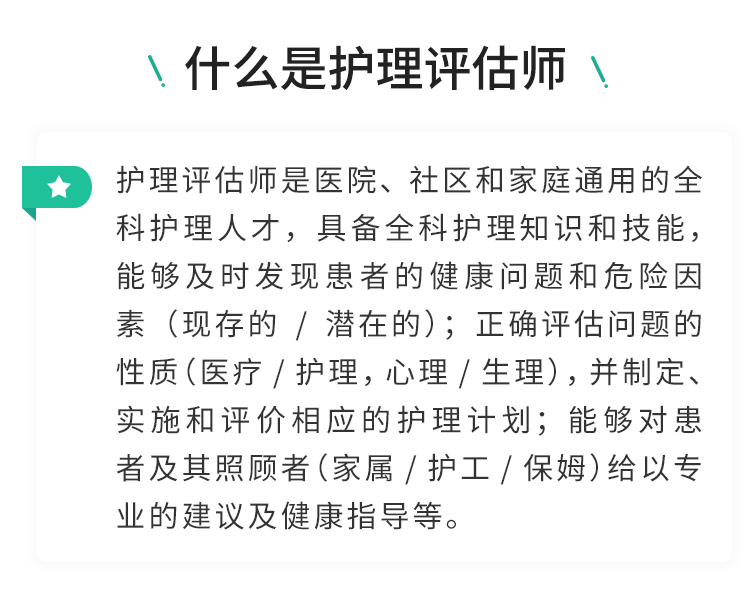 什么是护理评估师
护理评估师是医院、社区和家庭通用的全
科护理人才，具备全科护理知识和技能，
能够及时发现患者的健康问题和危险因
素（现存的 / 潜在的）；正确评估问题的
性质（医疗 / 护理，心理 / 生理），并制定、
实施和评价相应的护理计划；能够对患
者及其照顾者（家属 / 护工 / 保姆）给以专
业的建议及健康指导等。